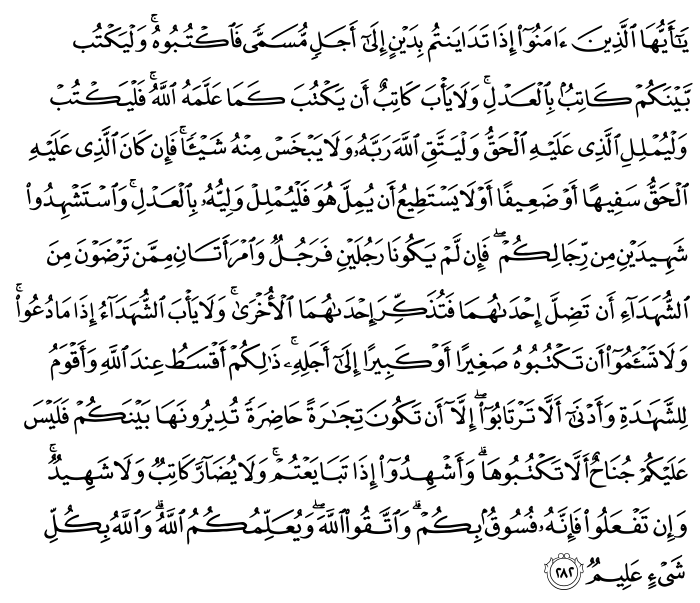 يَٰٓأَيُّهَا ٱلَّذِينَ ءَامَنُوٓا۟ إِذَا تَدَايَنتُم بِدَيْنٍ إِلَىٰٓ أَجَلٍ مُّسَمًّى فَٱكْتُبُوهُ ۚ وَلْيَكْتُب
بَّيْنَكُمْ كَاتِبٌۢ بِٱلْعَدْلِ ۚ وَلَا يَأْبَ كَاتِبٌ أَن يَكْتُبَ كَمَا عَلَّمَهُ ٱللَّهُ ۚ فَلْيَكْتُبْ
وَلْيُمْلِلِ ٱلَّذِى عَلَيْهِ ٱلْحَقُّ وَلْيَتَّقِ ٱللَّهَ رَبَّهُۥ وَلَا يَبْخَسْ مِنْهُ شَيْـًٔا ۚ فَإِن كَانَ ٱلَّذِى عَلَيْهِ
ٱلْحَقُّ سَفِيهًا أَوْ ضَعِيفًا أَوْ لَا يَسْتَطِيعُ أَن يُمِلَّ هُوَ فَلْيُمْلِلْ وَلِيُّهُۥ بِٱلْعَدْلِ ۚ وَٱسْتَشْهِدُوا۟
شَهِيدَيْنِ مِن رِّجَالِكُمْ ۖ فَإِن لَّمْ يَكُونَا رَجُلَيْنِ فَرَجُلٌ وَٱمْرَأَتَانِ مِمَّن تَرْضَوْنَ مِنَ
ٱلشُّهَدَآءِ أَن تَضِلَّ إِحْدَىٰهُمَا فَتُذَكِّرَ إِحْدَىٰهُمَا ٱلْأُخْرَىٰ ۚ وَلَا يَأْبَ ٱلشُّهَدَآءُ إِذَا مَا دُعُوا۟ ۚ
وَلَا تَسْـَٔمُوٓا۟ أَن تَكْتُبُوهُ صَغِيرًا أَوْ كَبِيرًا إِلَىٰٓ أَجَلِهِۦ ۚ ذَٰلِكُمْ أَقْسَطُ عِندَ ٱللَّهِ وَأَقْوَمُ
لِلشَّهَٰدَةِ وَأَدْنَىٰٓ أَلَّا تَرْتَابُوٓا۟ ۖ إِلَّآ أَن تَكُونَ تِجَٰرَةً حَاضِرَةً تُدِيرُونَهَا بَيْنَكُمْ فَلَيْسَ
عَلَيْكُمْ جُنَاحٌ أَلَّا تَكْتُبُوهَا ۗ وَأَشْهِدُوٓا۟ إِذَا تَبَايَعْتُمْ ۚ وَلَا يُضَآرَّ كَاتِبٌ وَلَا شَهِيدٌ ۚ
وَإِن تَفْعَلُوا۟ فَإِنَّهُۥ فُسُوقٌۢ بِكُمْ ۗ وَٱتَّقُوا۟ ٱللَّهَ ۖ وَيُعَلِّمُكُمُ ٱللَّهُ ۗ وَٱللَّهُ بِكُلِّ
شَىْءٍ عَلِيمٌ ٢٨٢